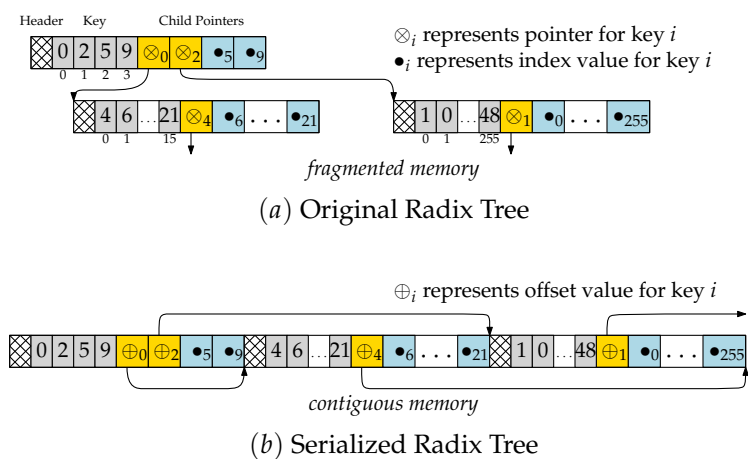 Header Key Child Pointers
0 2 5 9 ⊗0 ⊗2 •5 •9
0 1 2 3
⊗i represents pointer for key i
•i represents index value for key i
4 6 ... 21 ⊗4 •6 . . . •21
0 1 15
1 0 ... 48 ⊗1 •0 . . . •255
0 1 255
fragmented memory
(a) Original Radix Tree
⊕i represents offset value for key i
0 2 5 9 ⊕0 ⊕2 •5 •9 4 6 ... 21 ⊕4 •6 . . . •21 1 0 ... 48 ⊕1 •0 . . . •255
contiguous memory
(b) Serialized Radix Tree